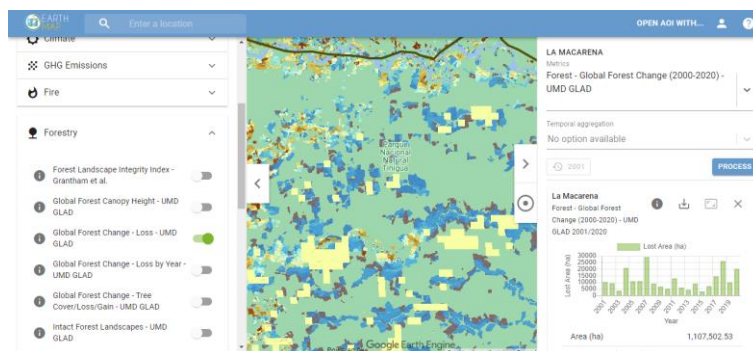 EARTH
MAP
Enter a location
OPEN AOI WITH...
Climate
GHG Emissions
Fire
Forestry
Forest Landscape Integrity Index -
Grantham et al.
Global Forest Canopy Height - UMD
GLAD
Global Forest Change - Loss - UMD
GLAD
Global Forest Change - Loss by Year -
UMD GLAD
Global Forest Change - Tree
Cover/Loss/Gain - UMD GLAD
Intact Forest Landscapes - UMD
GLAD
Parque
Nacional
Natural
Tinigua
Google Earth Engine
LA MACARENA
Metrics
Forest - Global Forest Change (2000-2020) -
UMD GLAD
Temporal aggregation
No option available
2001
PROCESS
La Macarena
Forest - Global Forest
Change (2000-2020) - UMD
GLAD 2001/2020
Lost Area (ha)
Lost Area (ha)
30000
25000
20000
15000
10000
5000
0
2001
2003
2005
2007
2009
2011
2013
2015
2017
2019
Year
Area (ha)
1,107,502.53